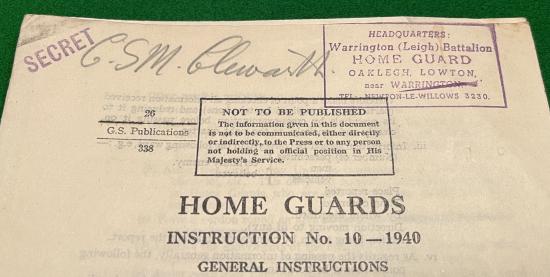 SECRET
C.S.M. Cleworth.
HEADQUARTERS:
Warrington (Leigh) Battalion
HOME GUARD
OAKLEGH, LOWTON,
near WARRINGTON.
TEL: NEWTON-LE-WILLOWS 3230.
26
G.S. Publications
338
NOT TO BE PUBLISHED
The information given in this document
is not to be communicated, either directly
or indirectly, to the Press or to any person
not holding an official position in His
Majesty's Service.
HOME GUARDS
INSTRUCTION No. 10—1940
GENERAL INSTRUCTIONS